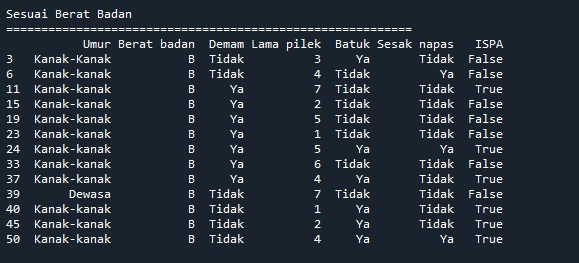 Sesuai Berat Badan
==========================================================
Umur Berat badan Demam Lama pilek Batuk Sesak napas ISPA
3 Kanak-Kanak B Tidak 3 Ya Tidak False
6 Kanak-kanak B Tidak 4 Tidak Ya False
11 Kanak-kanak B Ya 7 Tidak Tidak True
15 Kanak-kanak B Ya 2 Tidak Tidak False
19 Kanak-kanak B Ya 5 Tidak Tidak False
23 Kanak-kanak B Ya 1 Tidak Tidak False
24 Kanak-kanak B Ya 5 Ya Ya True
33 Kanak-kanak B Ya 6 Tidak Tidak False
37 Kanak-kanak B Ya 4 Ya Tidak True
39 Dewasa B Tidak 7 Tidak Tidak False
40 Kanak-kanak B Tidak 1 Ya Tidak True
45 Kanak-kanak B Tidak 2 Ya Tidak True
50 Kanak-kanak B Tidak 4 Ya Ya True